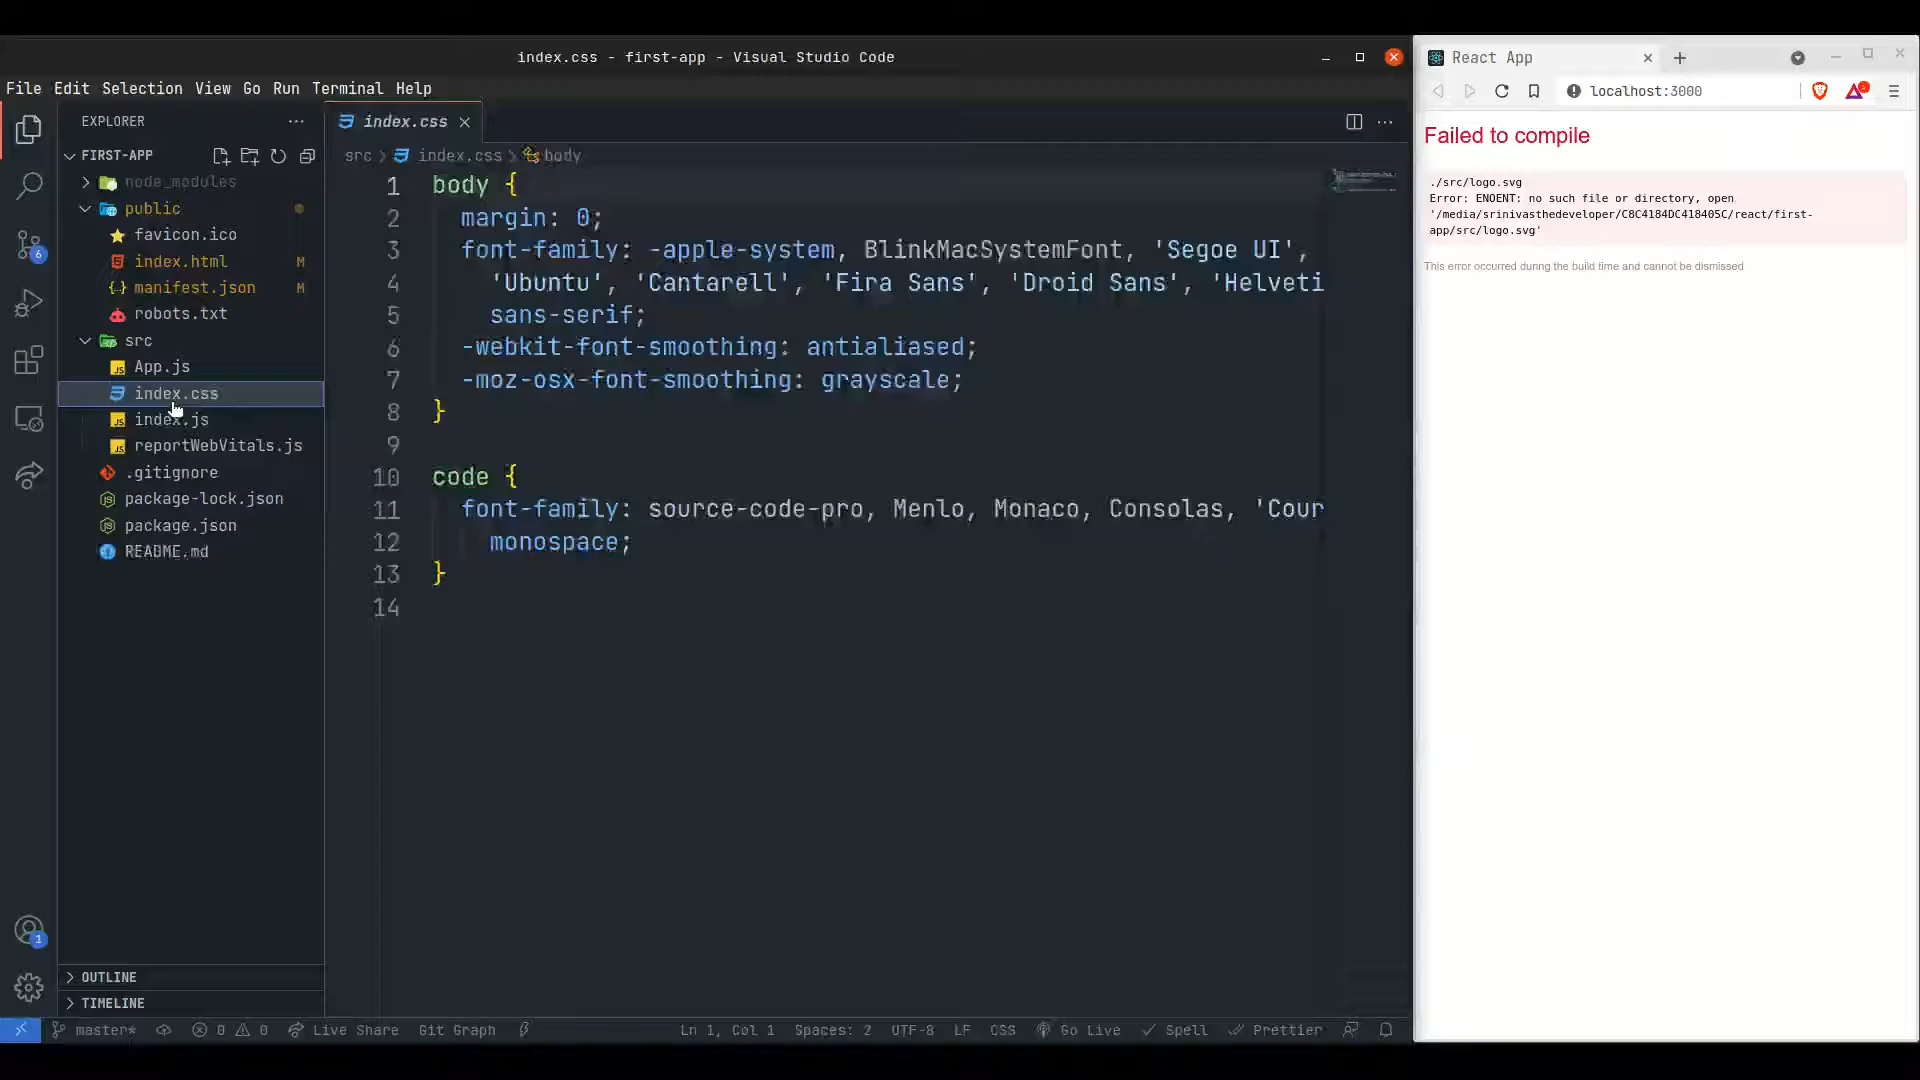 index.css - first-app - Visual Studio Code
File Edit Selection View Go Run Terminal Help
EXPLORER
FIRST-APP
node_modules
public
favicon.ico
index.html M
manifest.json M
robots.txt
src
App.js
index.css
index.js
reportWebVitals.js
.gitignore
package-lock.json
package.json
README.md
OUTLINE
TIMELINE
6
1
index.css
src > index.css > body
1 body {
2 margin: 0;
3 font-family: -apple-system, BlinkMacSystemFont, 'Segoe UI',
4 'Ubuntu', 'Cantarell', 'Fira Sans', 'Droid Sans', 'Helveti
5 sans-serif;
6 -webkit-font-smoothing: antialiased;
7 -moz-osx-font-smoothing: grayscale;
8 }
9
10 code {
11 font-family: source-code-pro, Menlo, Monaco, Consolas, 'Cour
12 monospace;
13 }
14
master* 0 0 Live Share Git Graph Ln 1, Col 1 Spaces: 2 UTF-8 LF CSS Go Live Spell Prettier
React App
localhost:3000
1
Failed to compile
./src/logo.svg
Error: ENOENT: no such file or directory, open
'/media/srinivasthedeveloper/C8C4184DC418405C/react/first-
app/src/logo.svg'
This error occurred during the build time and cannot be dismissed